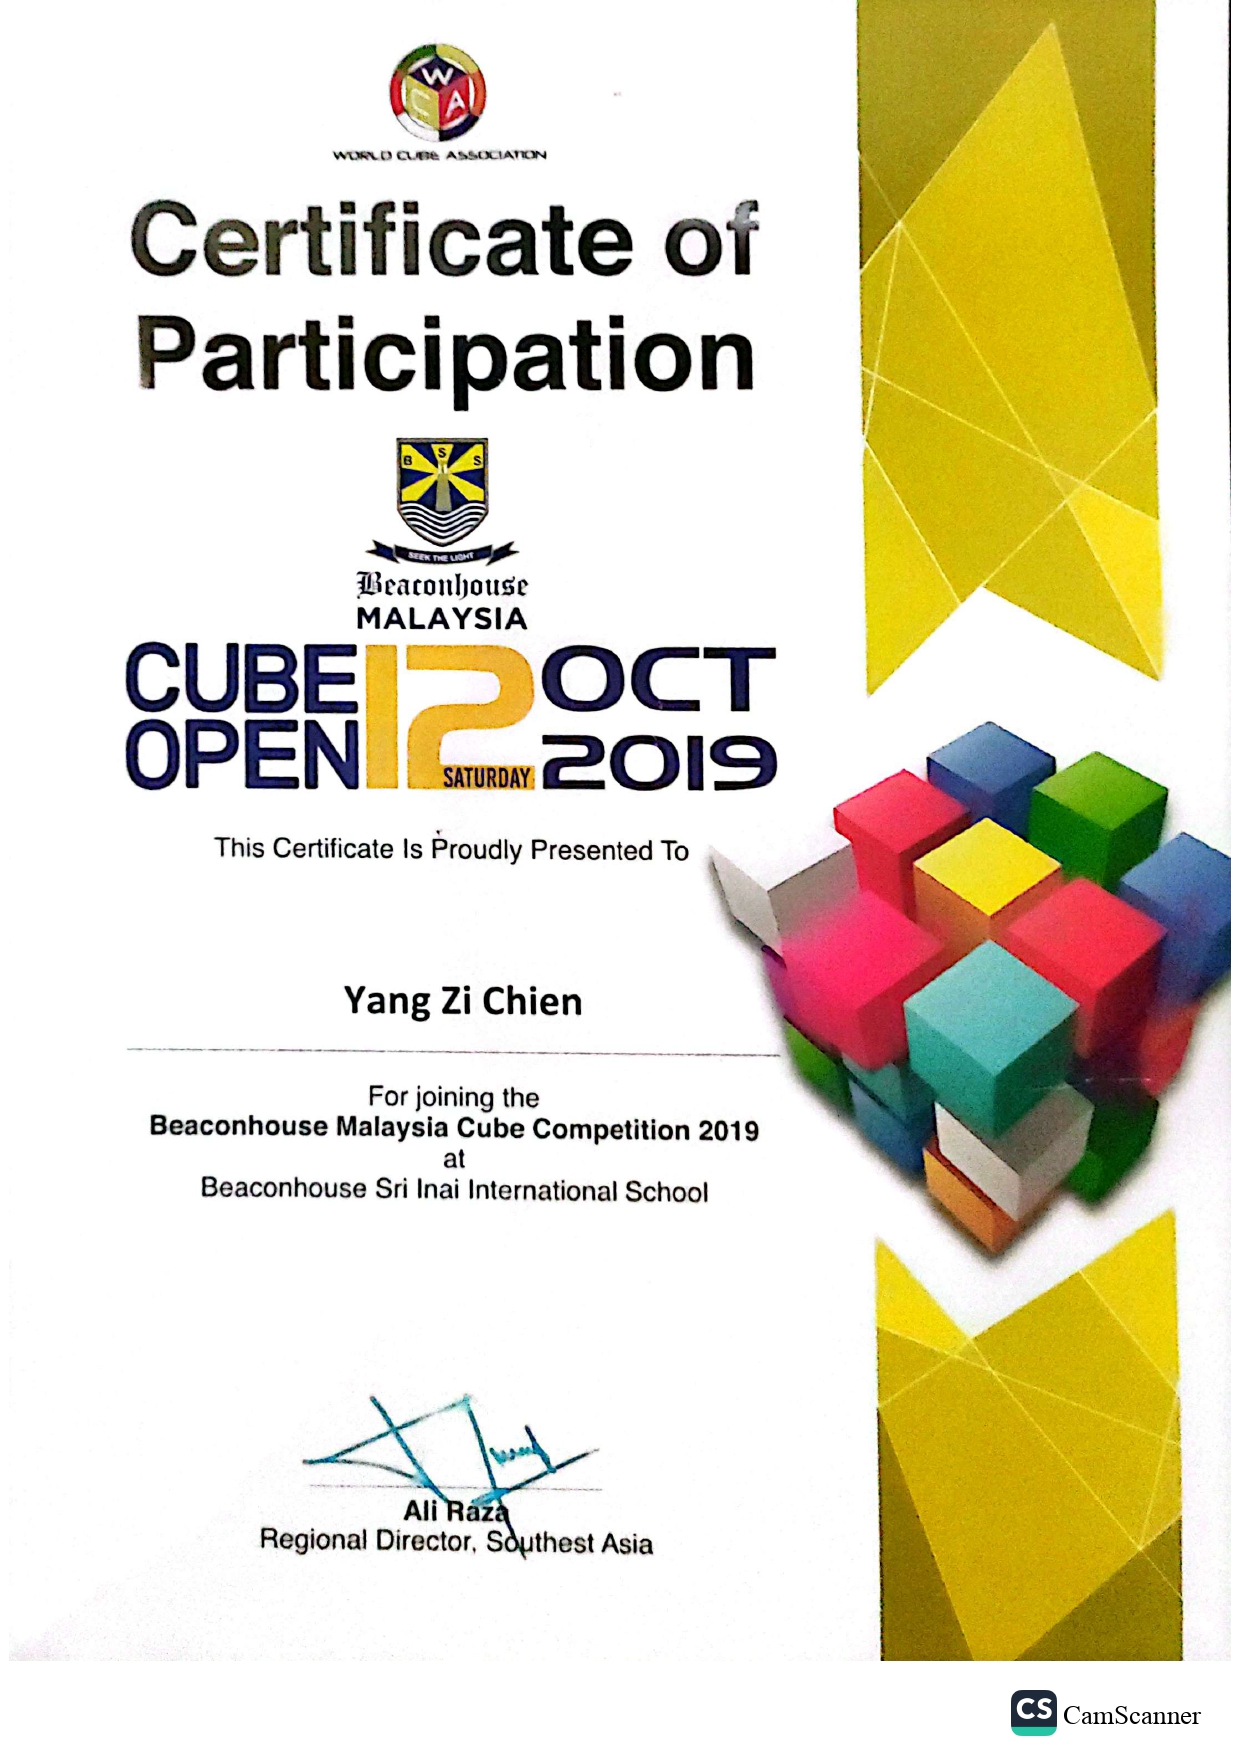 WCA
WORLD CUBE ASSOCIATION
Certificate of
Participation
B S S
SEEK THE LIGHT
Beaconhouse
MALAYSIA
CUBE OPEN 12 SATURDAY OCT 2019
This Certificate Is Proudly Presented To
Yang Zi Chien
For joining the
Beaconhouse Malaysia Cube Competition 2019
at
Beaconhouse Sri Inai International School
Ali Raza
Regional Director, Southest Asia
CS CamScanner